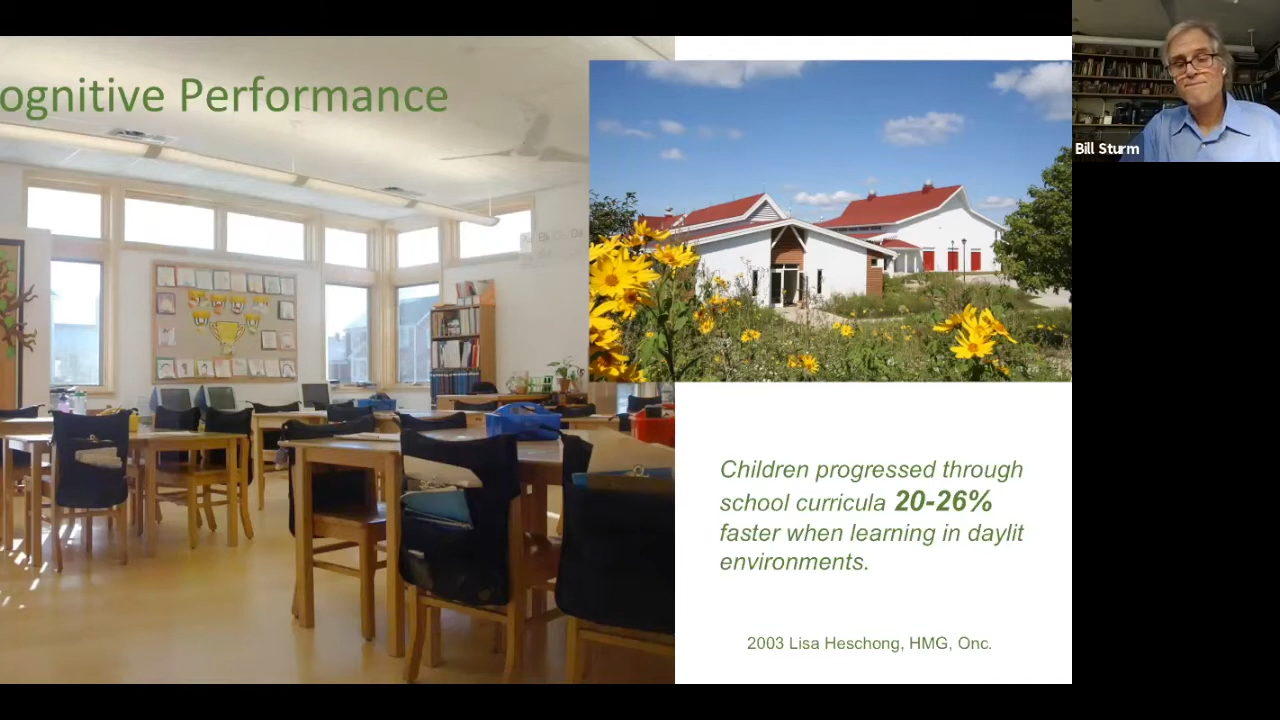 ognitive Performance
Bill Sturm
Children progressed through
school curricula 20-26%
faster when learning in daylit
environments.
2003 Lisa Heschong, HMG, Onc.